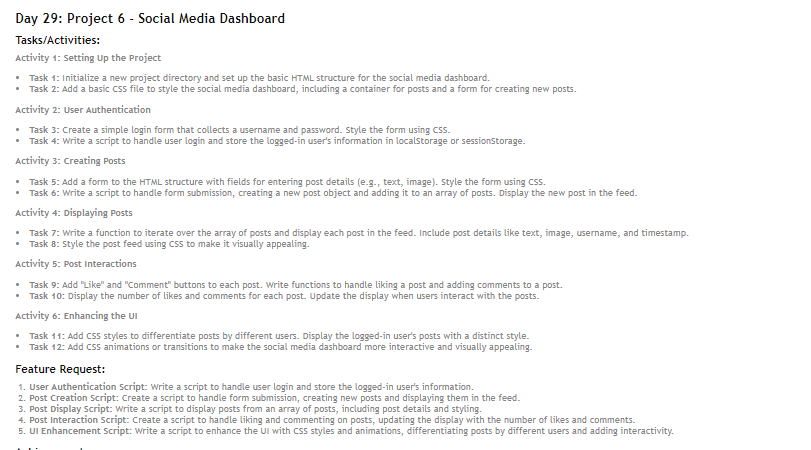 Day 29: Project 6 - Social Media Dashboard
Tasks/Activities:
Activity 1: Setting Up the Project
• Task 1: Initialize a new project directory and set up the basic HTML structure for the social media dashboard.
• Task 2: Add a basic CSS file to style the social media dashboard, including a container for posts and a form for creating new posts.
Activity 2: User Authentication
• Task 3: Create a simple login form that collects a username and password. Style the form using CSS.
• Task 4: Write a script to handle user login and store the logged-in user's information in localStorage or sessionStorage.
Activity 3: Creating Posts
• Task 5: Add a form to the HTML structure with fields for entering post details (e.g., text, image). Style the form using CSS.
• Task 6: Write a script to handle form submission, creating a new post object and adding it to an array of posts. Display the new post in the feed.
Activity 4: Displaying Posts
• Task 7: Write a function to iterate over the array of posts and display each post in the feed. Include post details like text, image, username, and timestamp.
• Task 8: Style the post feed using CSS to make it visually appealing.
Activity 5: Post Interactions
• Task 9: Add "Like" and "Comment" buttons to each post. Write functions to handle liking a post and adding comments to a post.
• Task 10: Display the number of likes and comments for each post. Update the display when users interact with the posts.
Activity 6: Enhancing the UI
• Task 11: Add CSS styles to differentiate posts by different users. Display the logged-in user's posts with a distinct style.
• Task 12: Add CSS animations or transitions to make the social media dashboard more interactive and visually appealing.
Feature Request:
1. User Authentication Script: Write a script to handle user login and store the logged-in user's information.
2. Post Creation Script: Create a script to handle form submission, creating new posts and displaying them in the feed.
3. Post Display Script: Write a script to display posts from an array of posts, including post details and styling.
4. Post Interaction Script: Create a script to handle liking and commenting on posts, updating the display with the number of likes and comments.
5. UI Enhancement Script: Write a script to enhance the UI with CSS styles and animations, differentiating posts by different users and adding interactivity.